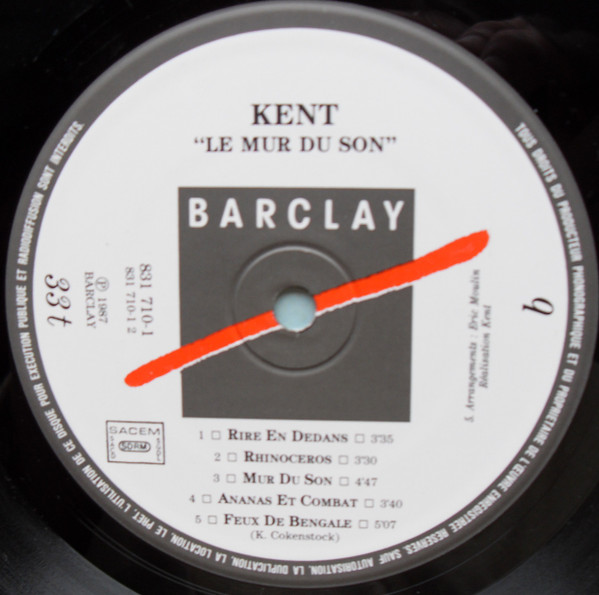 KENT
"LE MUR DU SON"
BARCLAY
831 710-1
831 710-1 2
Ⓟ 1987
BARCLAY
33t
b
5. Arrangements : Eric Moulin
Réalisation Kent
SACEM
SDRM
1 □ RIRE EN DEDANS □ 3'35
2 □ RHINOCEROS □ 3'30
3 □ MUR DU SON □ 4'47
4 □ ANANAS ET COMBAT □ 3'40
5 □ FEUX DE BENGALE □ 5'07
(K. Cokenstock)
TOUS DROITS DU PRODUCTEUR PHONOGRAPHIQUE ET DU PROPRIETAIRE DE L'ŒUVRE ENREGISTREE RESERVES. SAUF AUTORISATION, LA DUPLICATION, LA LOCATION, LE PRET, L'UTILISATION DE CE DISQUE POUR EXECUTION PUBLIQUE ET RADIODIFFUSION SONT INTERDITS.